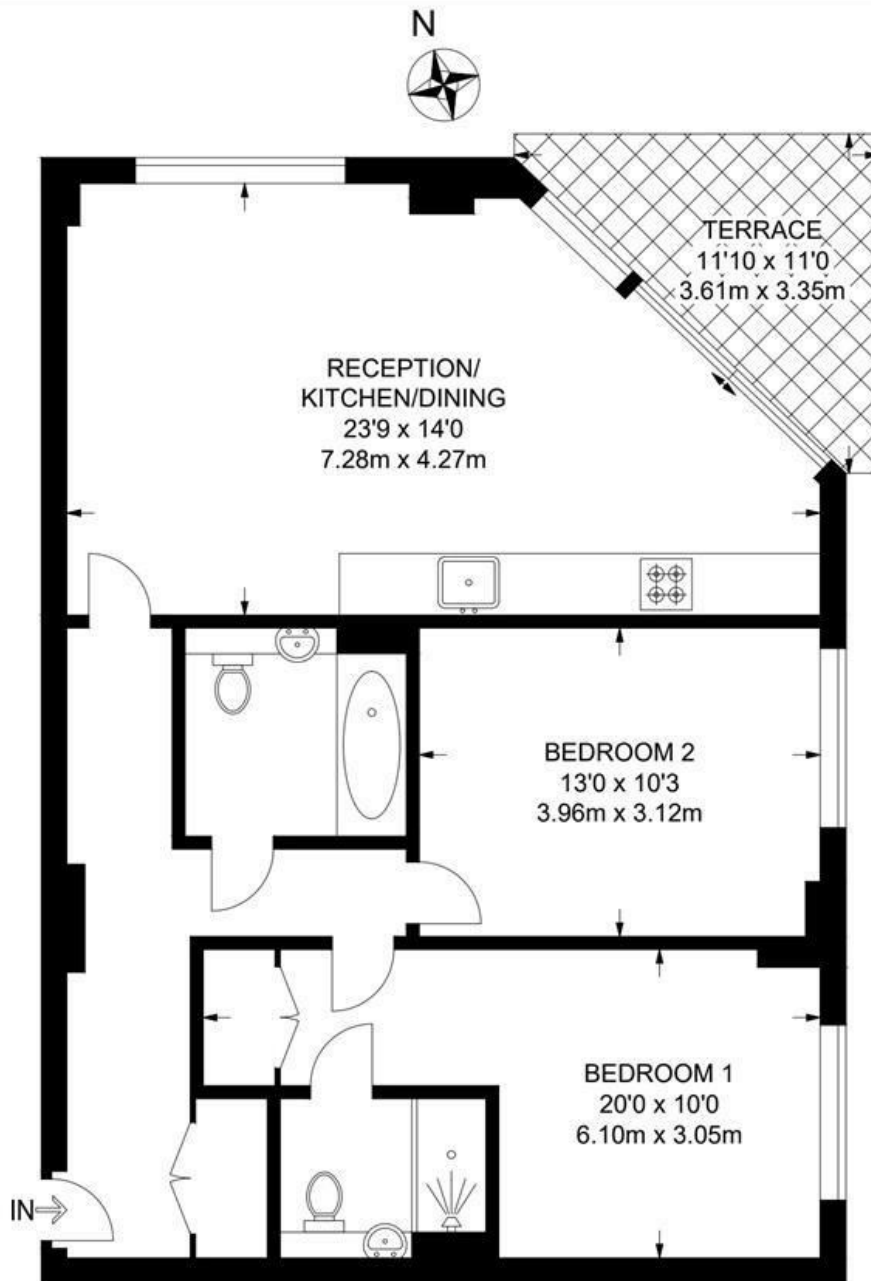 N
TERRACE
11'10 x 11'0
3.61m x 3.35m
RECEPTION/
KITCHEN/DINING
23'9 x 14'0
7.28m x 4.27m
BEDROOM 2
13'0 x 10'3
3.96m x 3.12m
BEDROOM 1
20'0 x 10'0
6.10m x 3.05m
IN